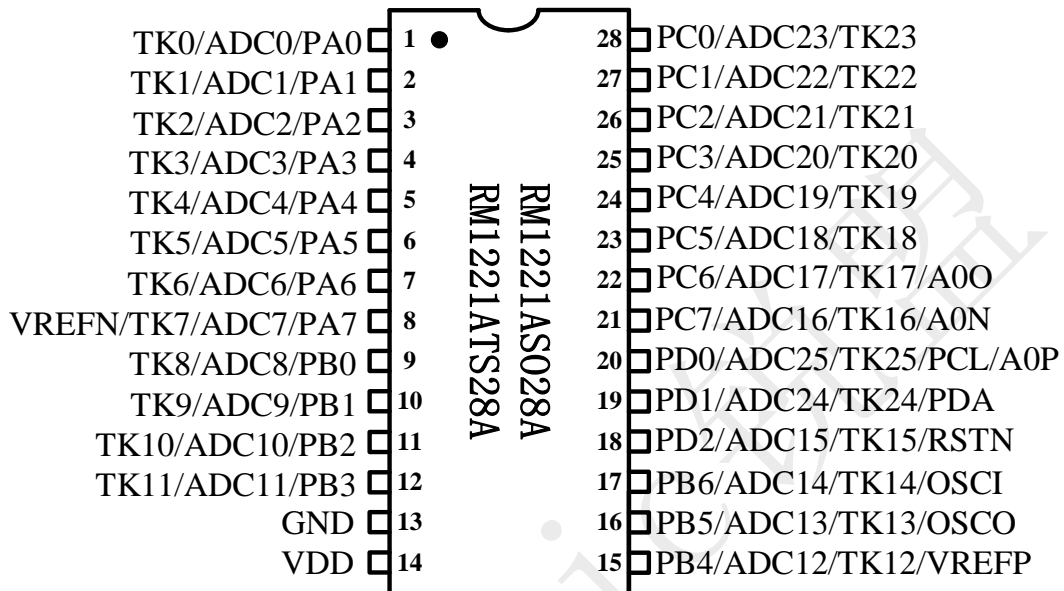 TK0/ADC0/PA0 1 28 PC0/ADC23/TK23
TK1/ADC1/PA1 2 27 PC1/ADC22/TK22
TK2/ADC2/PA2 3 26 PC2/ADC21/TK21
TK3/ADC3/PA3 4 25 PC3/ADC20/TK20
TK4/ADC4/PA4 5 24 PC4/ADC19/TK19
TK5/ADC5/PA5 6 23 PC5/ADC18/TK18
TK6/ADC6/PA6 7 22 PC6/ADC17/TK17/A0O
VREFN/TK7/ADC7/PA7 8 21 PC7/ADC16/TK16/A0N
TK8/ADC8/PB0 9 20 PD0/ADC25/TK25/PCL/A0P
TK9/ADC9/PB1 10 19 PD1/ADC24/TK24/PDA
TK10/ADC10/PB2 11 18 PD2/ADC15/TK15/RSTN
TK11/ADC11/PB3 12 17 PB6/ADC14/TK14/OSCI
GND 13 16 PB5/ADC13/TK13/OSCO
VDD 14 15 PB4/ADC12/TK12/VREFP
RM1221ASO28A
RM1221ATS28A